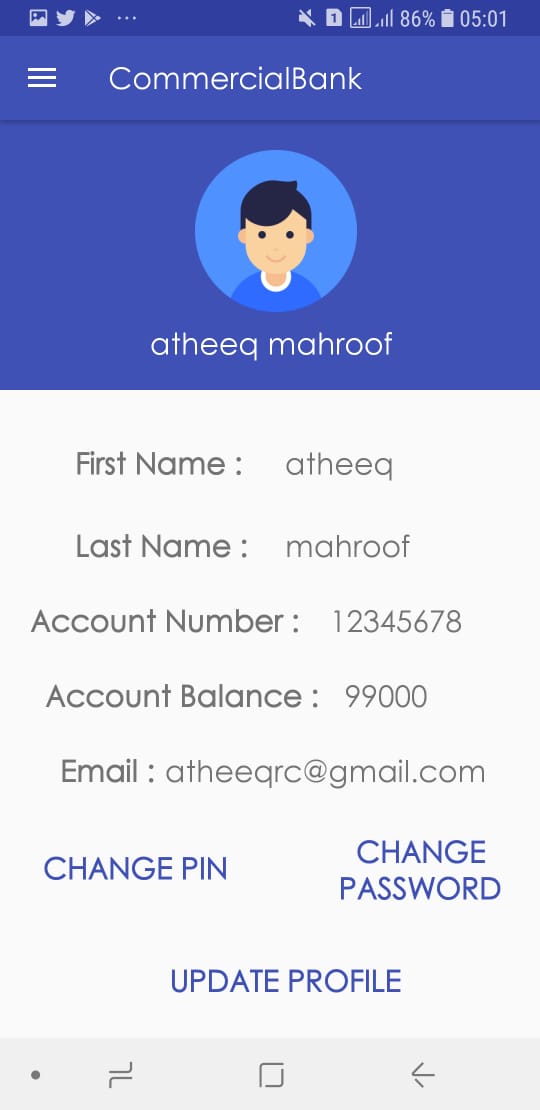 1 86% 05:01
CommercialBank
atheeq mahroof
First Name : atheeq
Last Name : mahroof
Account Number : 12345678
Account Balance : 99000
Email : atheeqrc@gmail.com
CHANGE PIN
CHANGE
PASSWORD
UPDATE PROFILE